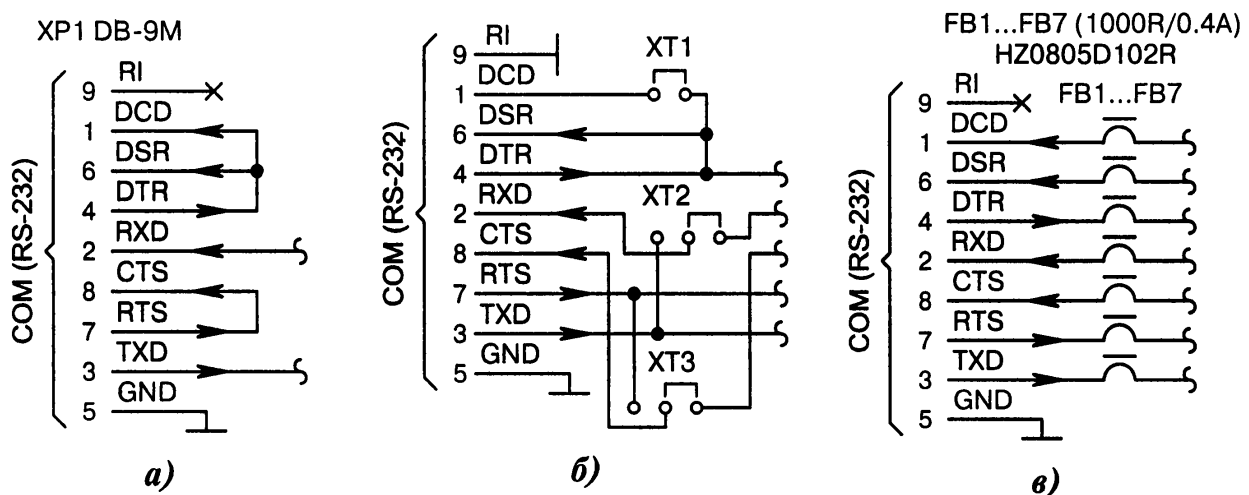 XP1 DB-9M
COM (RS-232)
9 RI
1 DCD
6 DSR
4 DTR
2 RXD
8 CTS
7 RTS
3 TXD
5 GND
а)
COM (RS-232)
9 RI
1 DCD
6 DSR
4 DTR
2 RXD
8 CTS
7 RTS
3 TXD
5 GND
XT1
XT2
XT3
б)
FB1...FB7 (1000R/0.4A)
HZ0805D102R
FB1...FB7
COM (RS-232)
9 RI
1 DCD
6 DSR
4 DTR
2 RXD
8 CTS
7 RTS
3 TXD
5 GND
в)